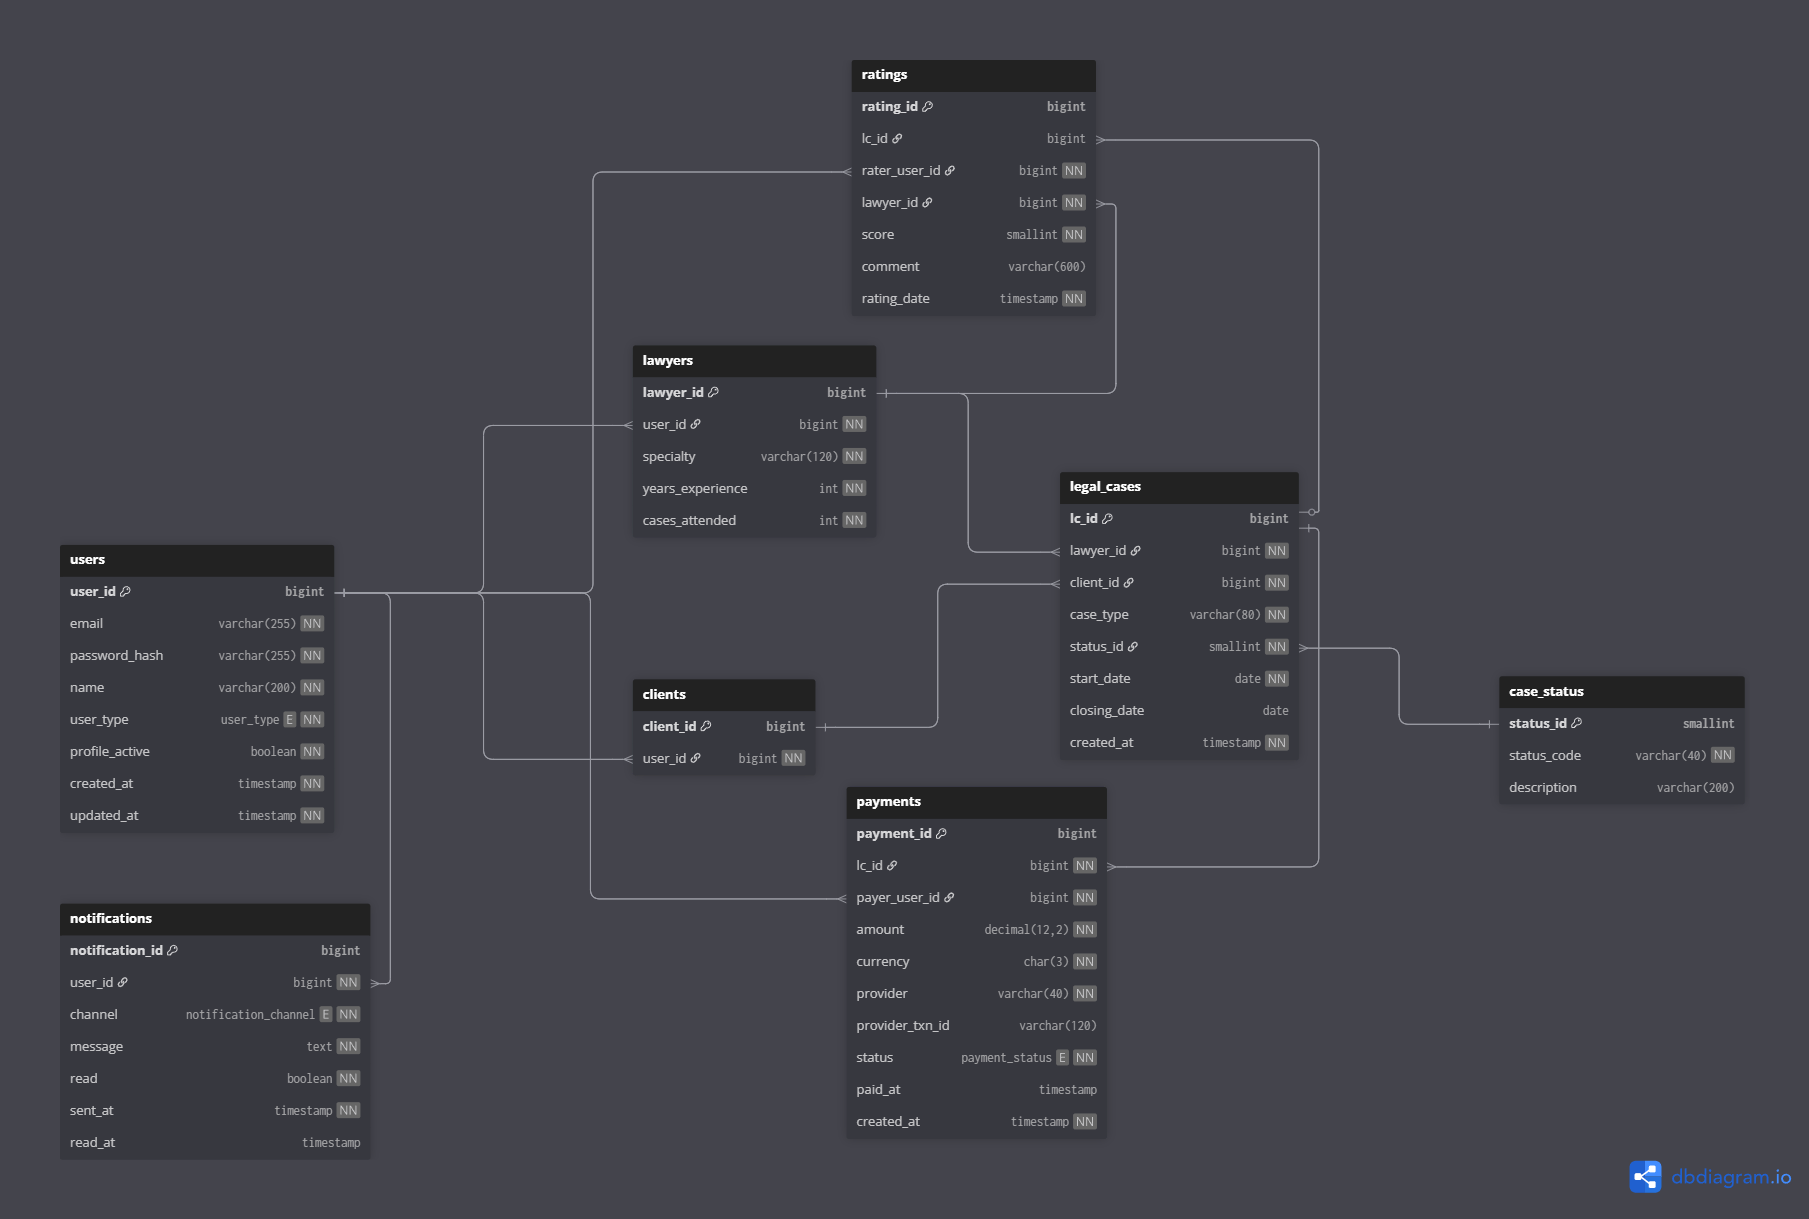 ratings
rating_id bigint
lc_id bigint
rater_user_id bigint NN
lawyer_id bigint NN
score smallint NN
comment varchar(600)
rating_date timestamp NN
lawyers
lawyer_id bigint
user_id bigint NN
specialty varchar(120) NN
years_experience int NN
cases_attended int NN
legal_cases
lc_id bigint
lawyer_id bigint NN
client_id bigint NN
case_type varchar(80) NN
status_id smallint NN
start_date date NN
closing_date date
created_at timestamp NN
users
user_id bigint
email varchar(255) NN
password_hash varchar(255) NN
name varchar(200) NN
user_type user_type E NN
profile_active boolean NN
created_at timestamp NN
updated_at timestamp NN
clients
client_id bigint
user_id bigint NN
case_status
status_id smallint
status_code varchar(40) NN
description varchar(200)
payments
payment_id bigint
lc_id bigint NN
payer_user_id bigint NN
amount decimal(12,2) NN
currency char(3) NN
provider varchar(40) NN
provider_txn_id varchar(120)
status payment_status E NN
paid_at timestamp
created_at timestamp NN
notifications
notification_id bigint
user_id bigint NN
channel notification_channel E NN
message text NN
read boolean NN
sent_at timestamp NN
read_at timestamp
dbdiagram.io